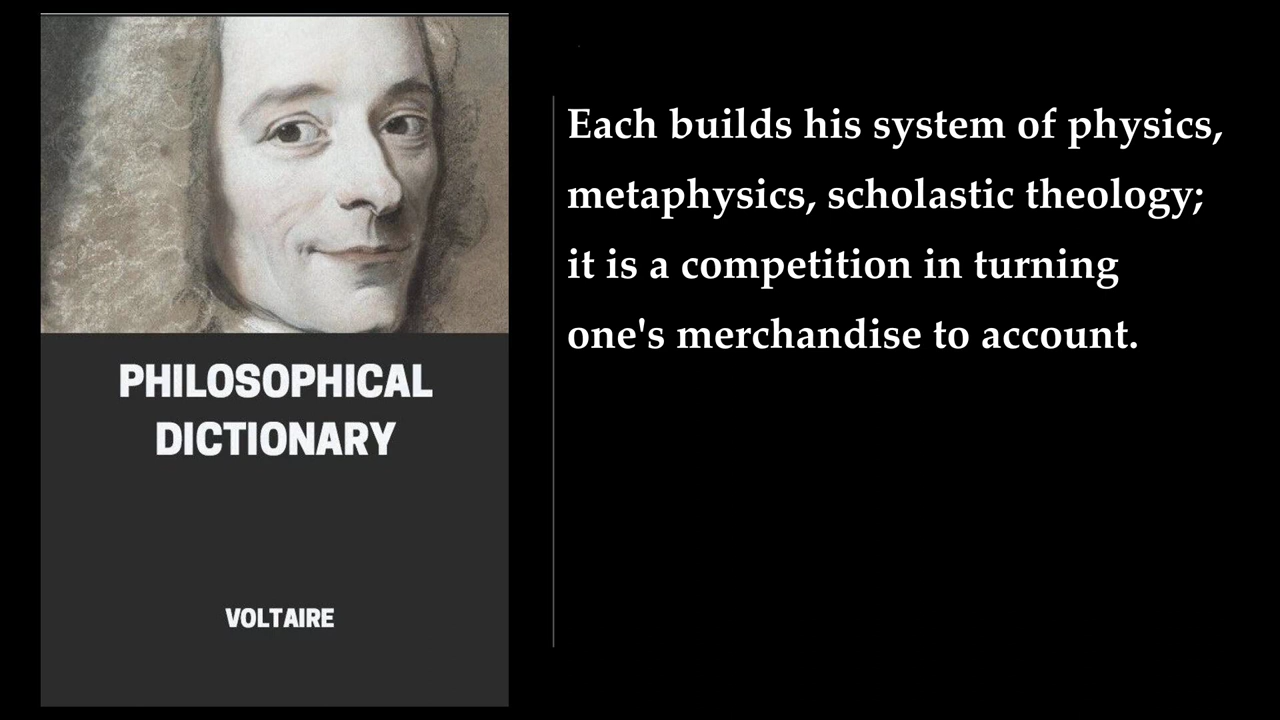 PHILOSOPHICAL
DICTIONARY
VOLTAIRE
Each builds his system of physics,
metaphysics, scholastic theology;
it is a competition in turning
one's merchandise to account.